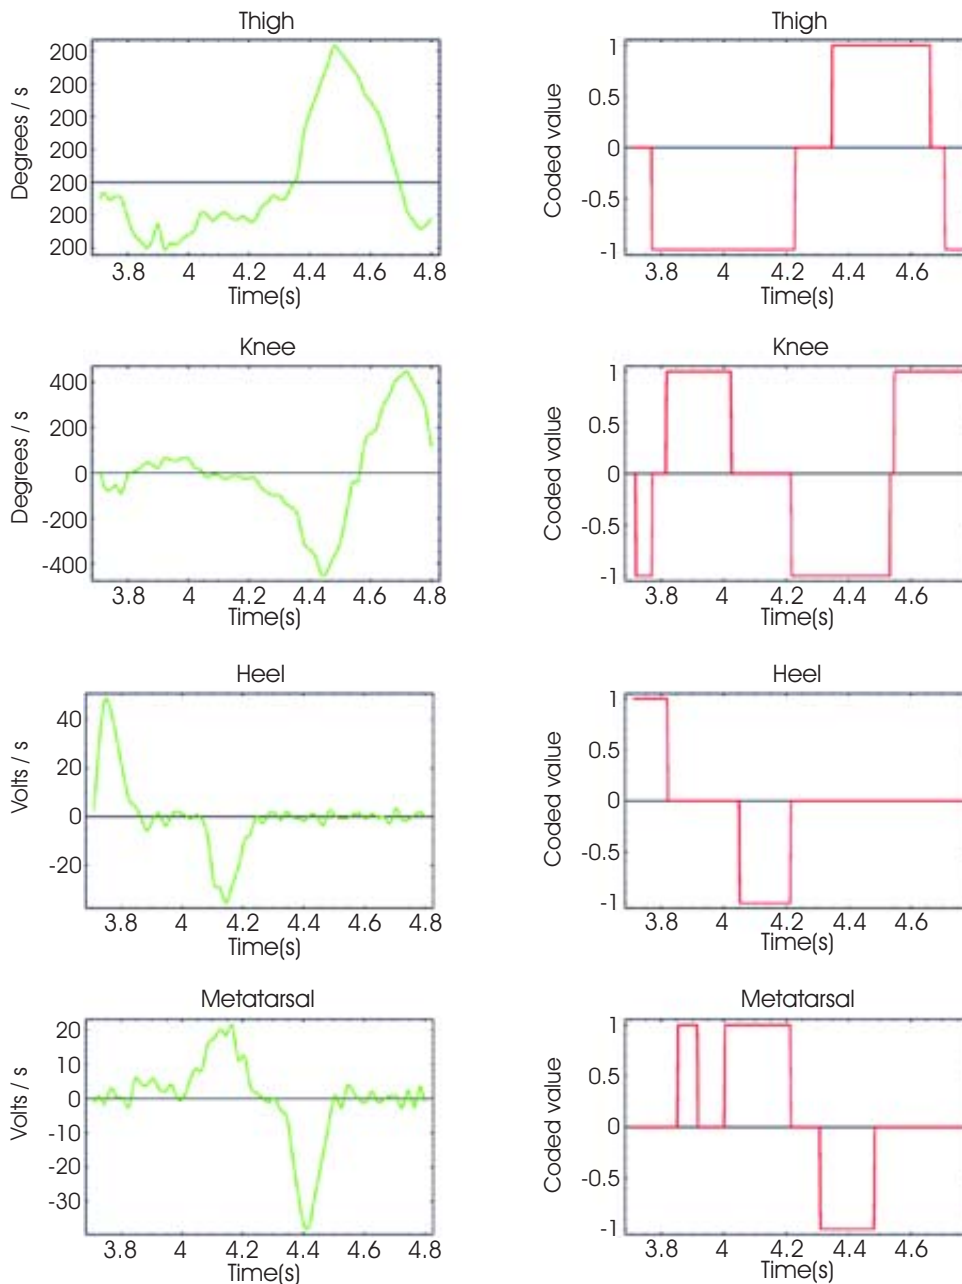 Thigh
Degrees / s
200
200
200
200
200
200
200
3.8 4 4.2 4.4 4.6 4.8
Time(s)
Thigh
Coded value
1
0.5
0
-0.5
-1
3.8 4 4.2 4.4 4.6
Time(s)
Knee
Degrees / s
400
200
0
-200
-400
3.8 4 4.2 4.4 4.6 4.8
Time(s)
Knee
Coded value
1
0.5
0
-0.5
-1
3.8 4 4.2 4.4 4.6
Time(s)
Heel
Volts / s
40
20
0
-20
3.8 4 4.2 4.4 4.6 4.8
Time(s)
Heel
Coded value
1
0.5
0
-0.5
-1
3.8 4 4.2 4.4 4.6
Time(s)
Metatarsal
Volts / s
20
10
0
-10
-20
-30
3.8 4 4.2 4.4 4.6 4.8
Time(s)
Metatarsal
Coded value
1
0.5
0
-0.5
-1
3.8 4 4.2 4.4 4.6
Time(s)